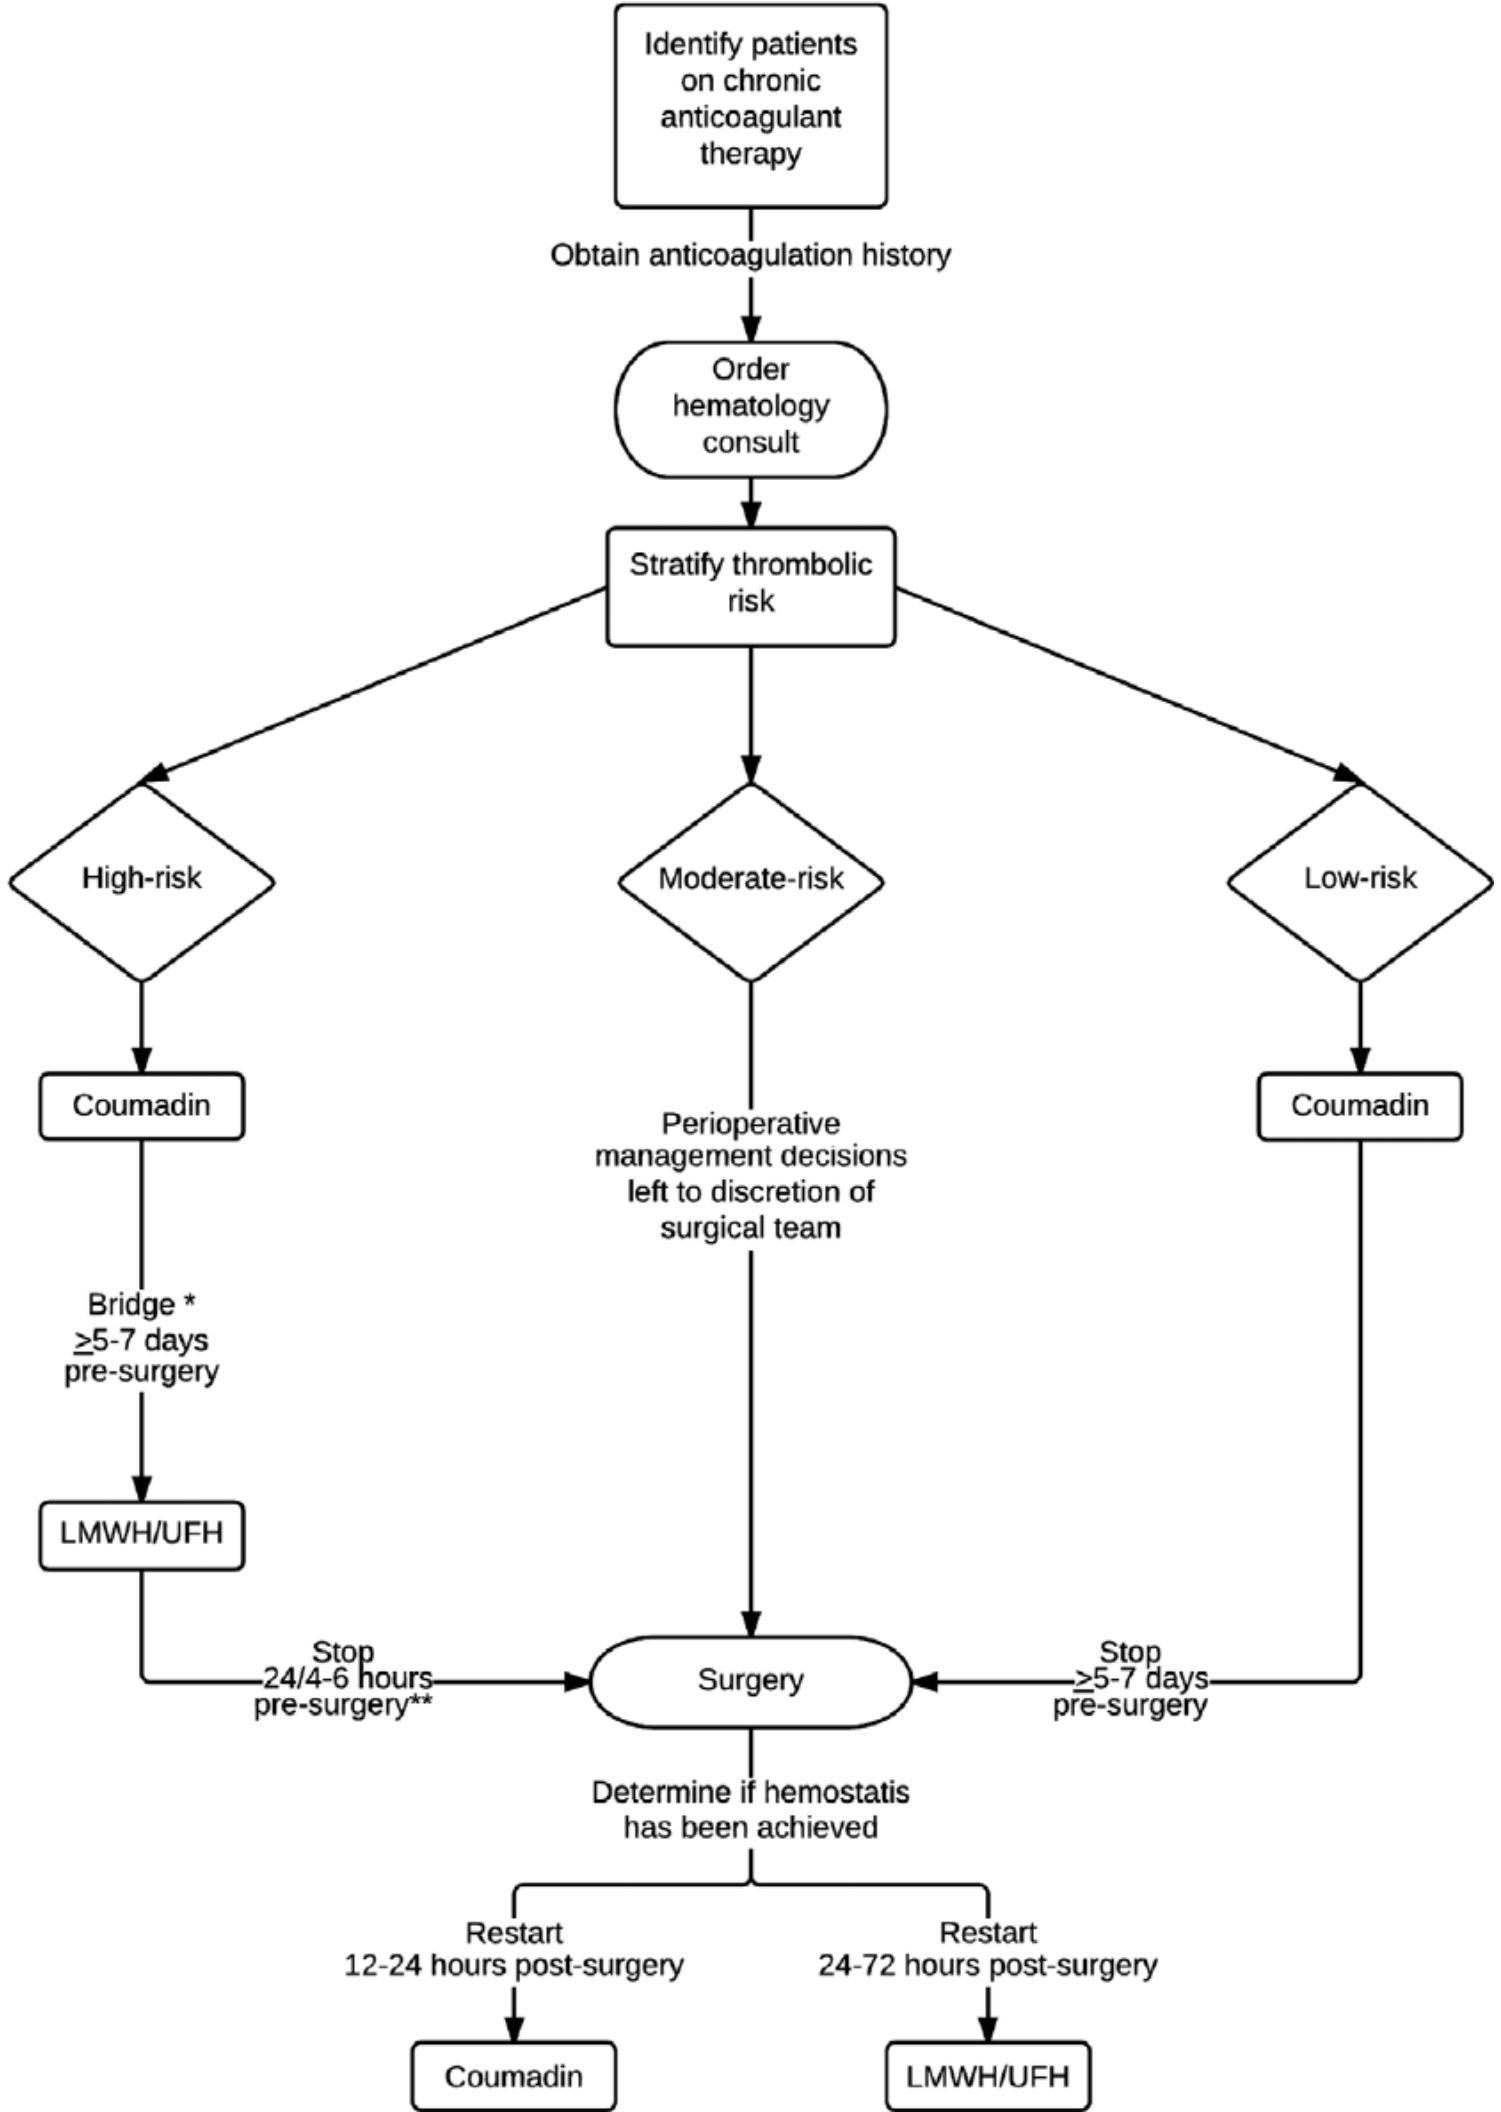 Identify patients
on chronic
anticoagulant
therapy
Obtain anticoagulation history
Order
hematology
consult
Stratify thrombolic
risk
High-risk
Moderate-risk
Low-risk
Coumadin
Coumadin
Perioperative
management decisions
left to discretion of
surgical team
Bridge *
≥5-7 days
pre-surgery
LMWH/UFH
Stop
24/4-6 hours
pre-surgery**
Surgery
Stop
≥5-7 days
pre-surgery
Determine if hemostatis
has been achieved
Restart
12-24 hours post-surgery
Restart
24-72 hours post-surgery
Coumadin
LMWH/UFH